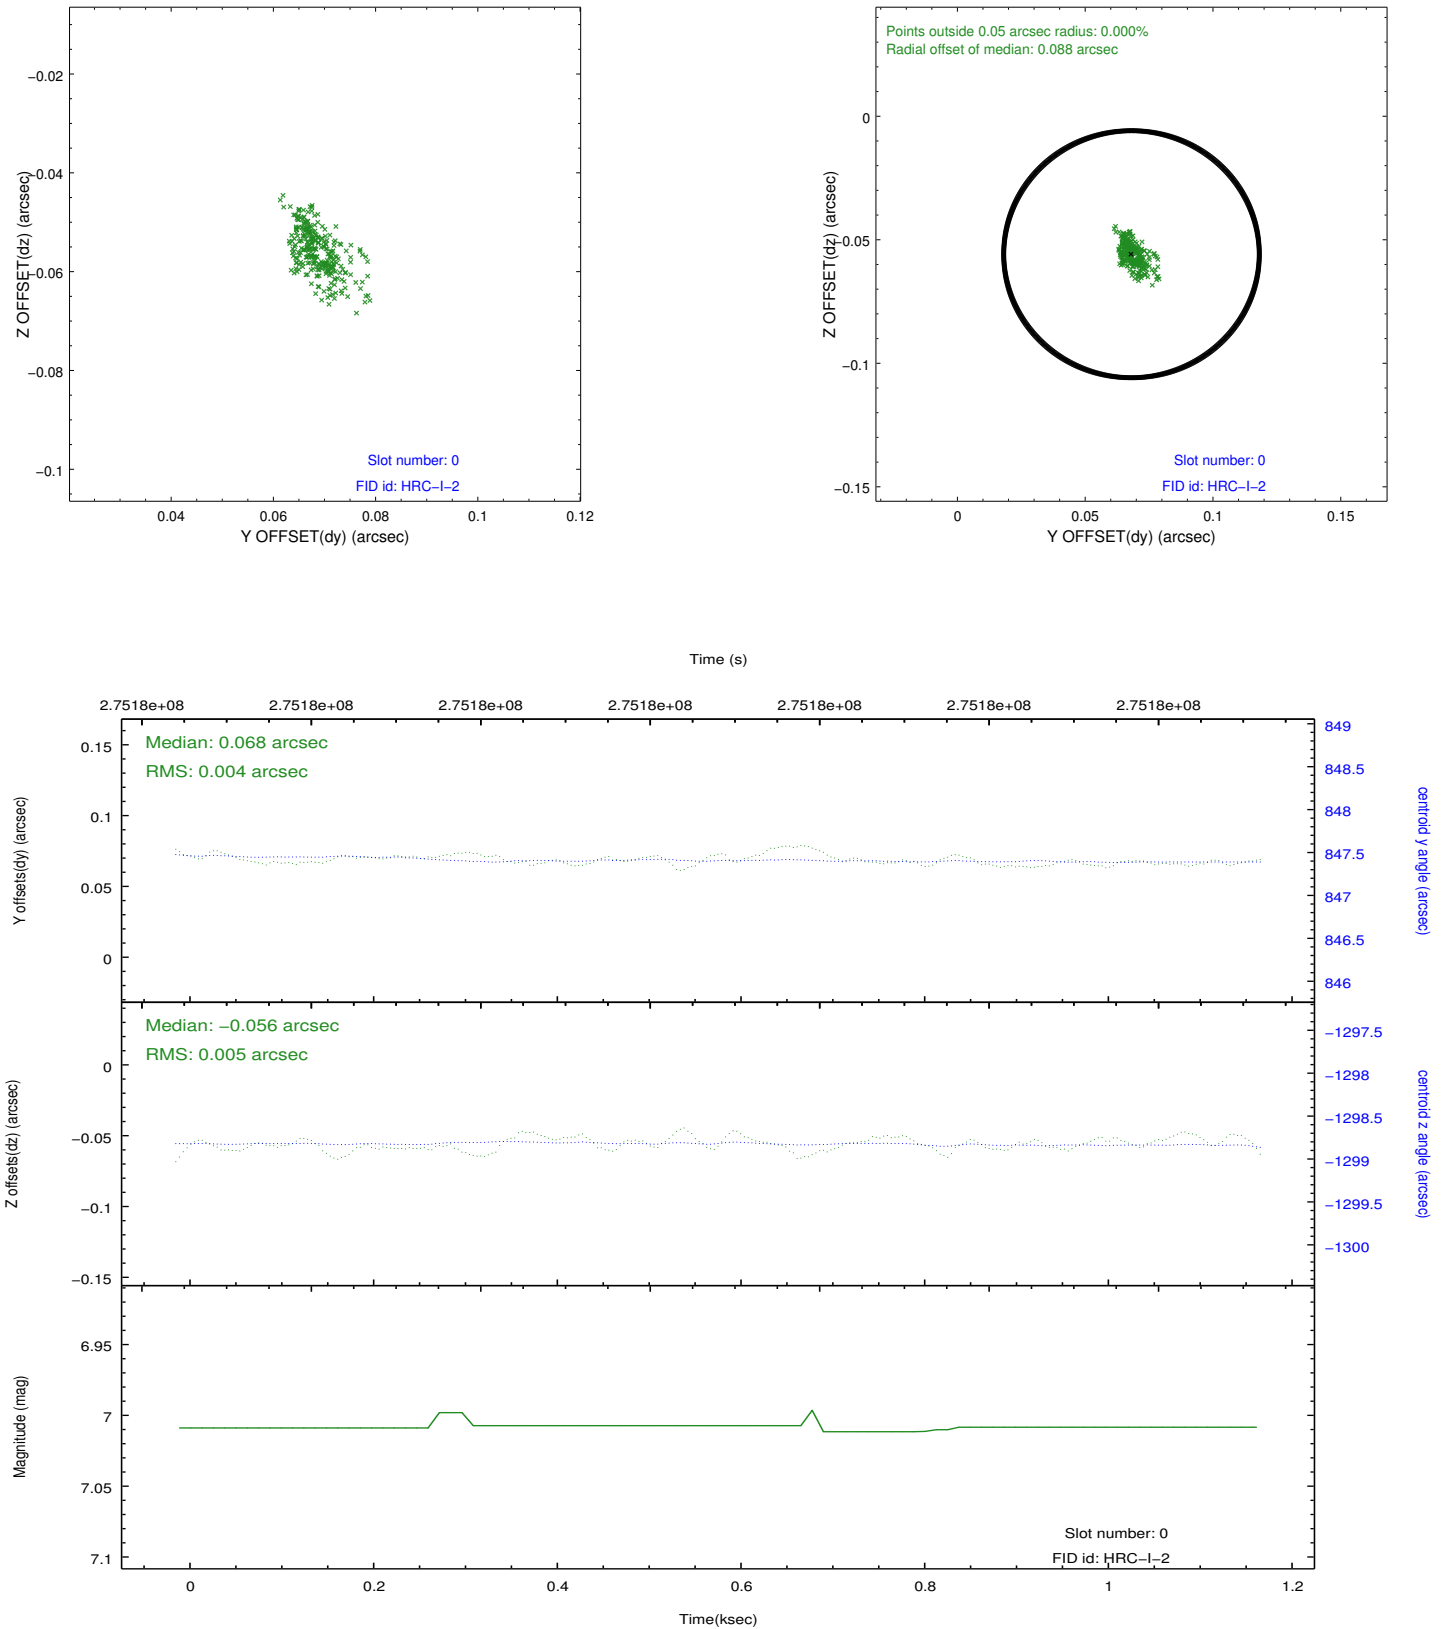 −0.02
−0.04
−0.06
−0.08
−0.1
Z OFFSET(dz) (arcsec)
0.04 0.06 0.08 0.1 0.12
Y OFFSET(dy) (arcsec)
Slot number: 0
FID id: HRC−I−2
Points outside 0.05 arcsec radius: 0.000%
Radial offset of median: 0.088 arcsec
0
−0.05
−0.1
−0.15
Z OFFSET(dz) (arcsec)
0 0.05 0.1 0.15
Y OFFSET(dy) (arcsec)
Slot number: 0
FID id: HRC−I−2
Time (s)
2.7518e+08 2.7518e+08 2.7518e+08 2.7518e+08 2.7518e+08 2.7518e+08 2.7518e+08
Median: 0.068 arcsec
RMS: 0.004 arcsec
0.15
0.1
0.05
0
Y offsets(dy) (arcsec)
849
848.5
848
847.5
847
846.5
846
centroid y angle (arcsec)
Median: −0.056 arcsec
RMS: 0.005 arcsec
0
−0.05
−0.1
−0.15
Z offsets(dz) (arcsec)
−1297.5
−1298
−1298.5
−1299
−1299.5
−1300
centroid z angle (arcsec)
6.95
7
7.05
7.1
Magnitude (mag)
Slot number: 0
FID id: HRC−I−2
0 0.2 0.4 0.6 0.8 1 1.2
Time(ksec)